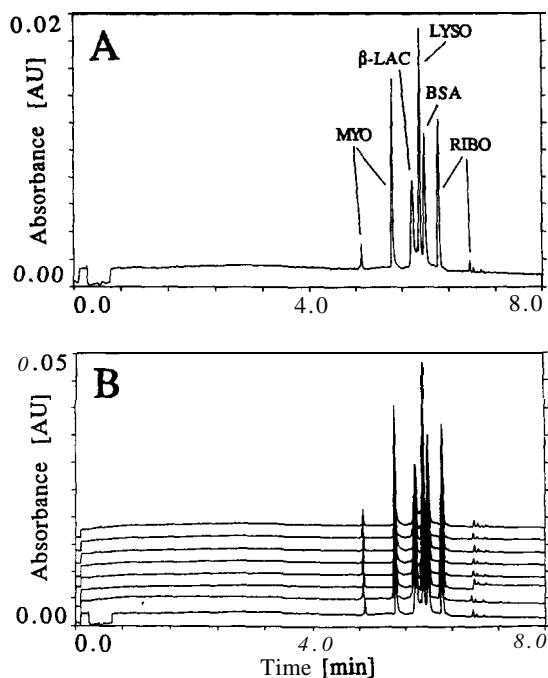 A
0.02
Absorbance [AU]
0.00
LYSO
β-LAC
BSA
MYO
RIBO
0.0
4.0
8.0
B
0.05
Absorbance [AU]
0.00
0.0
4.0
8.0
Time [min]